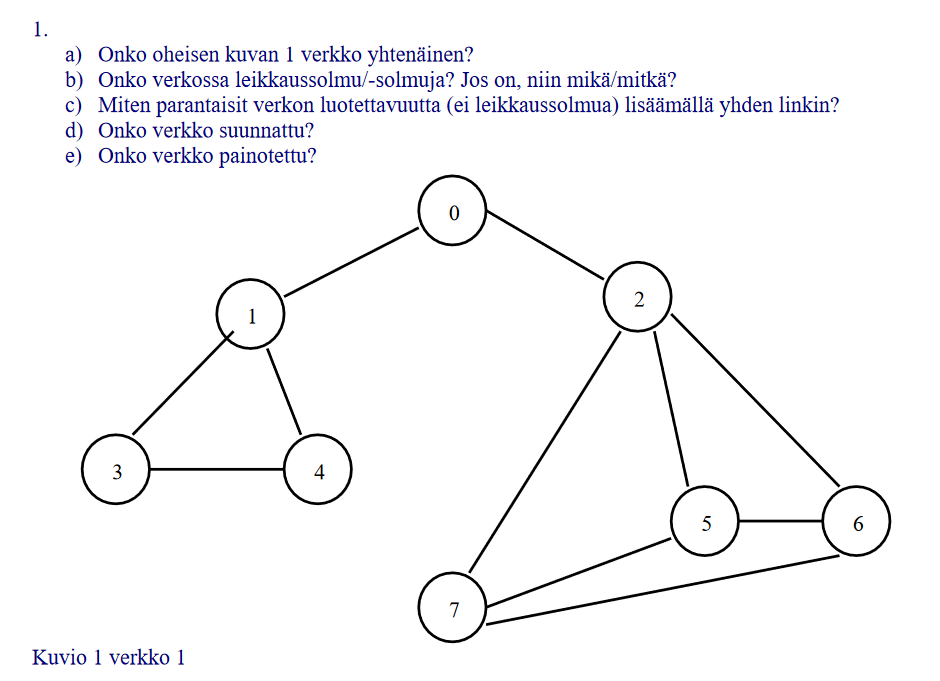 1.
a) Onko oheisen kuvan 1 verkko yhtenäinen?
b) Onko verkossa leikkaussolmu/-solmuja? Jos on, niin mikä/mitkä?
c) Miten parantaisit verkon luotettavuutta (ei leikkaussolmua) lisäämällä yhden linkin?
d) Onko verkko suunnattu?
e) Onko verkko painotettu?
0
2
1
3
4
5
6
7
Kuvio 1 verkko 1